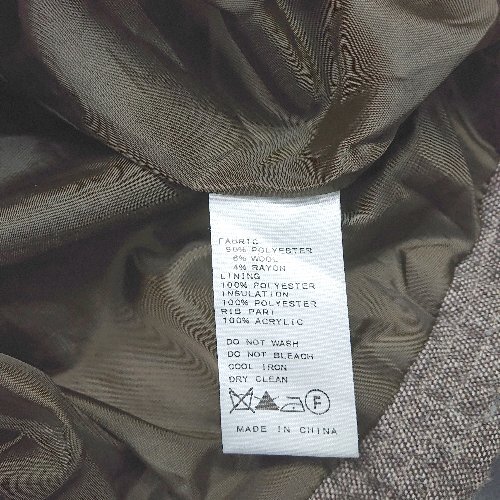 FABRIC
90% POLYESTER
6% WOOL
4% RAYON
LINING
100% POLYESTER
INSULATION
100% POLYESTER
RIB PART
100% ACRYLIC
DO NOT WASH
DO NOT BLEACH
COOL IRON
DRY CLEAN
F
MADE IN CHINA